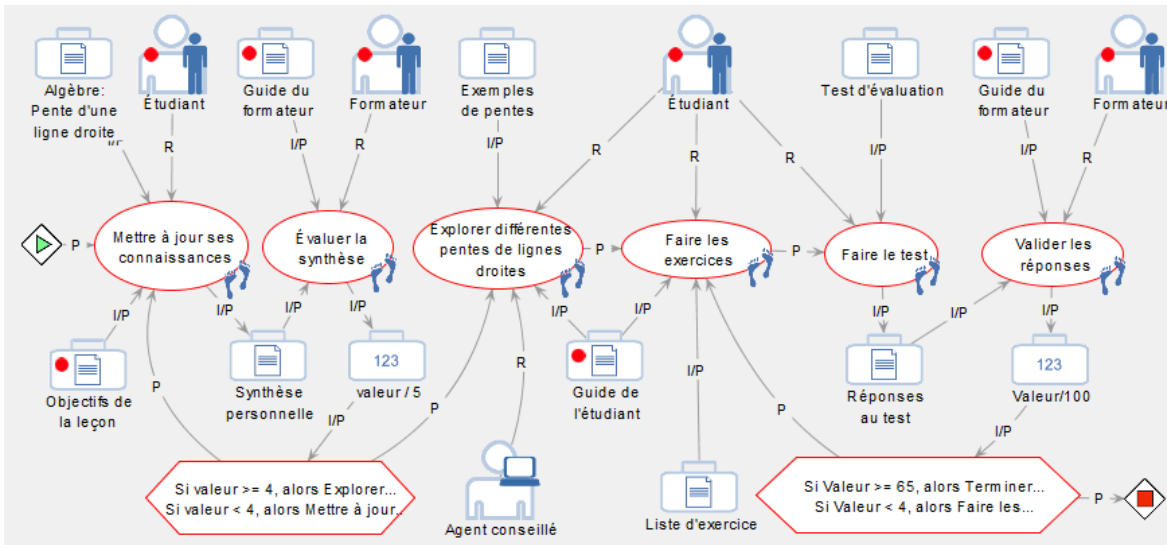 Algèbre:
Pente d'une
ligne droite
Étudiant
Guide du
formateur
Formateur
Exemples
de pentes
Étudiant
Test d'évaluation
Guide du
formateur
Formateur
I/P
R
I/P
R
I/P
R
R
R
I/P
I/P
R
P
Mettre à jour ses
connaissances
Évaluer la
synthèse
Explorer différentes
pentes de lignes
droites
P
Faire les
exercices
P
Faire le test
Valider les
réponses
I/P
I/P
I/P
I/P
I/P
I/P
I/P
I/P
I/P
Objectifs de
la leçon
P
Synthèse
personnelle
123
valeur / 5
I/P
P
R
Guide de
l'étudiant
I/P
P
Réponses
au test
123
Valeur/100
I/P
Si valeur >= 4, alors Explorer...
Si valeur < 4, alors Mettre à jour...
Agent conseillé
Liste d'exercice
Si Valeur >= 65, alors Terminer...
Si Valeur < 4, alors Faire les...
P